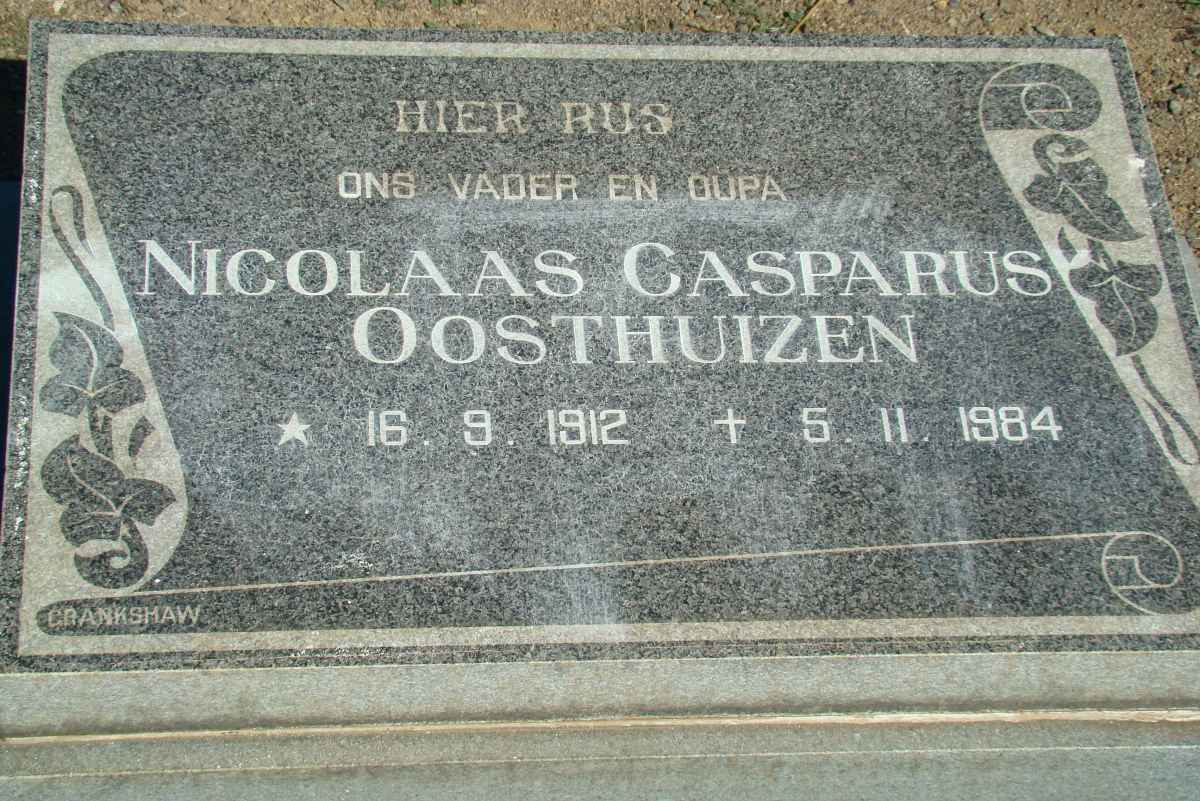 HIER RUS
ONS VADER EN OUPA
NICOLAAS CASPARUS
OOSTHUIZEN
★ 16. 9. 1912 ✝ 5. 11. 1984
CRANKSHAW